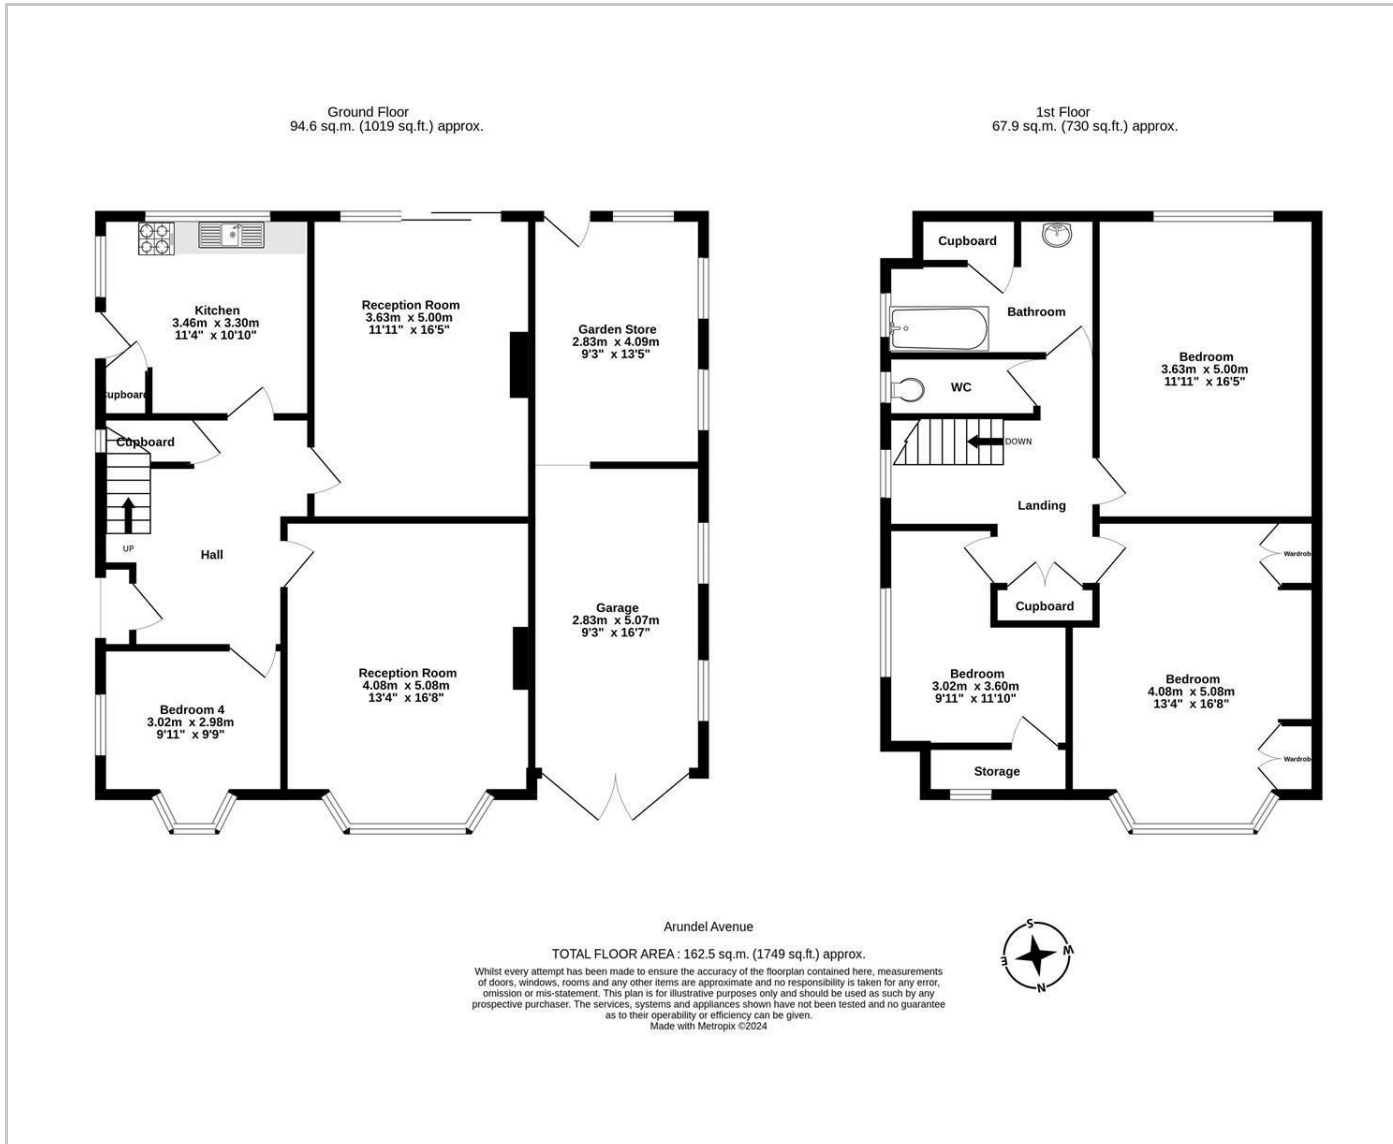 Ground Floor
94.6 sq.m. (1019 sq.ft.) approx.
Kitchen
3.46m x 3.30m
11'4" x 10'10"
Cupboard
Cupboard
UP
Hall
Reception Room
3.63m x 5.00m
11'11" x 16'5"
Garden Store
2.83m x 4.09m
9'3" x 13'5"
Garage
2.83m x 5.07m
9'3" x 16'7"
Reception Room
4.08m x 5.08m
13'4" x 16'8"
Bedroom 4
3.02m x 2.98m
9'11" x 9'9"
1st Floor
67.9 sq.m. (730 sq.ft.) approx.
Cupboard
Bathroom
WC
DOWN
Landing
Bedroom
3.63m x 5.00m
11'11" x 16'5"
Wardrob
Cupboard
Bedroom
3.02m x 3.60m
9'11" x 11'10"
Bedroom
4.08m x 5.08m
13'4" x 16'8"
Wardrob
Storage
Arundel Avenue
TOTAL FLOOR AREA : 162.5 sq.m. (1749 sq.ft.) approx.
Whilst every attempt has been made to ensure the accuracy of the floorplan contained here, measurements
of doors, windows, rooms and any other items are approximate and no responsibility is taken for any error,
omission or mis-statement. This plan is for illustrative purposes only and should be used as such by any
prospective purchaser. The services, systems and appliances shown have not been tested and no guarantee
as to their operability or efficiency can be given.
Made with Metropix ©2024
S
W
E
N